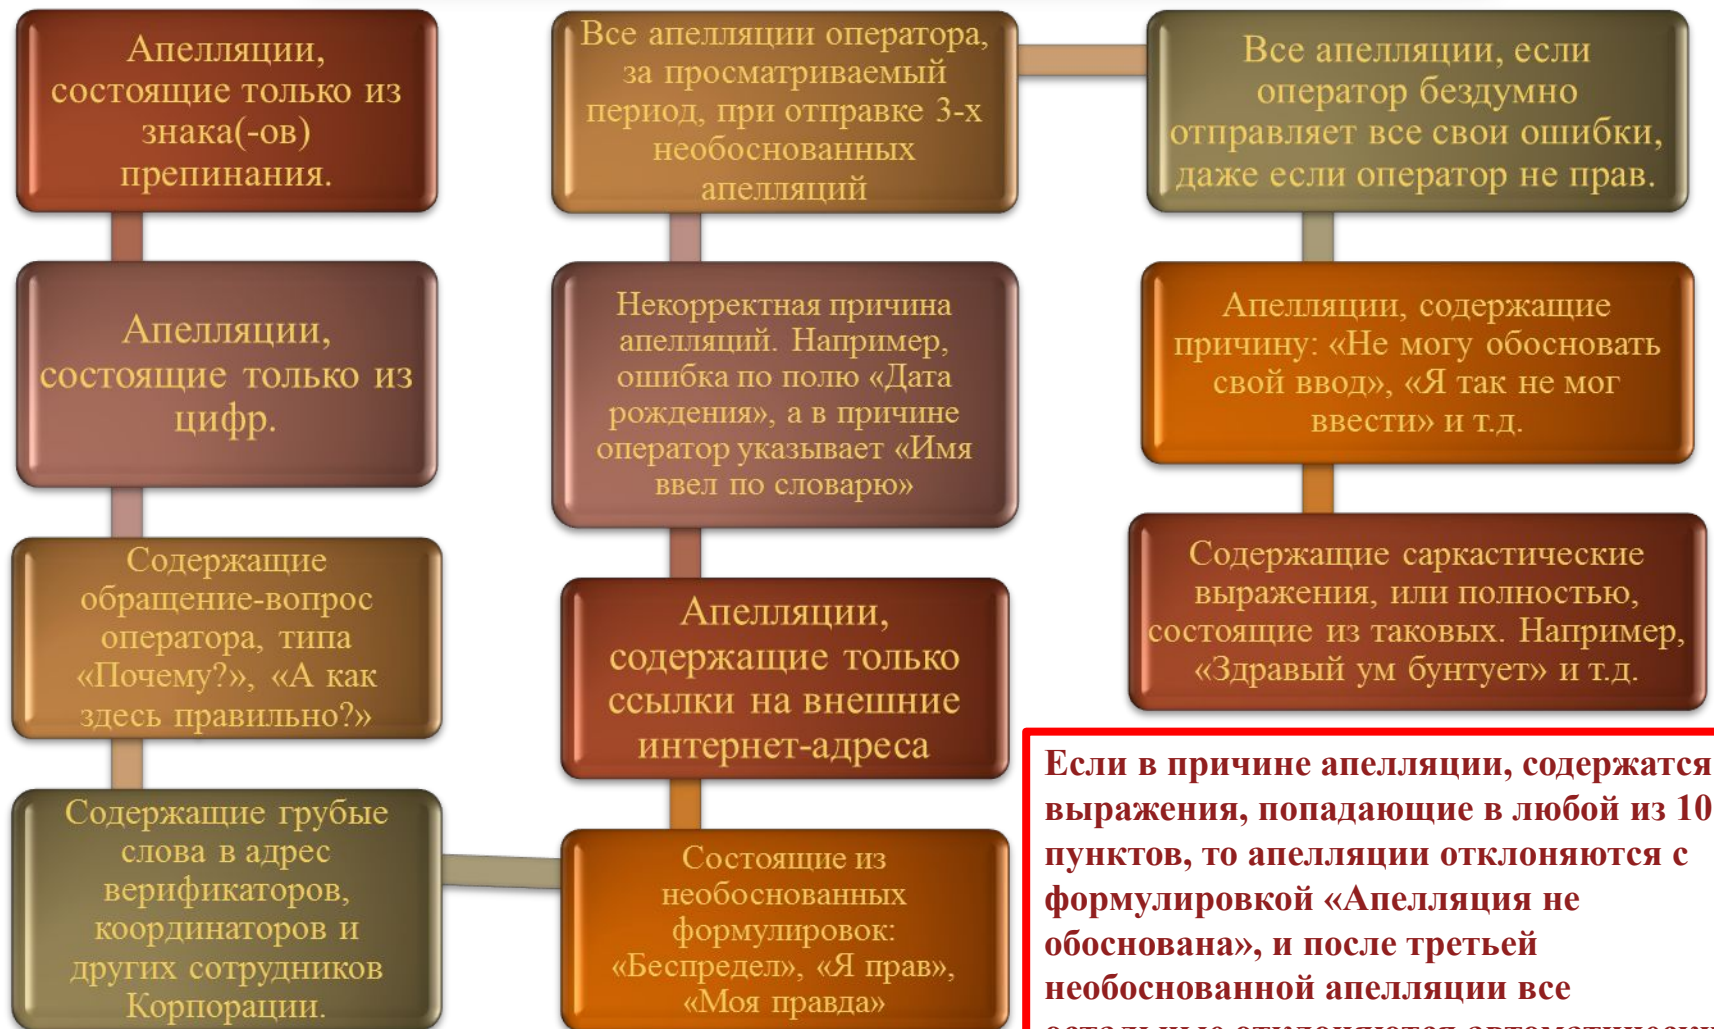 Апелляции,
состоящие только из
знака(-ов)
препинания.
Апелляции,
состоящие только из
цифр.
Содержащие
обращение-вопрос
оператора, типа
«Почему?», «А как
здесь правильно?»
Содержащие грубые
слова в адрес
верификаторов,
координаторов и
других сотрудников
Корпорации.
Состоящие из
необоснованных
формулировок:
«Беспредел», «Я прав»,
«Моя правда»
Апелляции,
содержащие только
ссылки на внешние
интернет-адреса
Некорректная причина
апелляций. Например,
ошибка по полю «Дата
рождения», а в причине
оператор указывает «Имя
ввел по словарю»
Все апелляции оператора,
за просматриваемый
период, при отправке 3-х
необоснованных
апелляций
Все апелляции, если
оператор бездумно
отправляет все свои ошибки,
даже если оператор не прав.
Апелляции, содержащие
причину: «Не могу обосновать
свой ввод», «Я так не мог
ввести» и т.д.
Содержащие саркастические
выражения, или полностью,
состоящие из таковых. Например,
«Здравый ум бунтует» и т.д.
Если в причине апелляции, содержатся
выражения, попадающие в любой из 10
пунктов, то апелляции отклоняются с
формулировкой «Апелляция не
обоснована», и после третьей
необоснованной апелляции все
остальные отклоняются автоматически